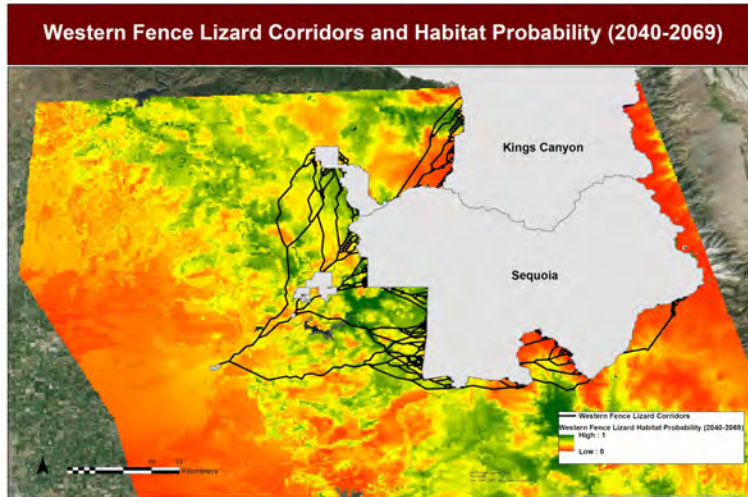 Western Fence Lizard Corridors and Habitat Probability (2040-2069)
Kings Canyon
Sequoia
Western Fence Lizard Corridors
Western Fence Lizard Habitat Probability (2040-2069)
High : 1
Low : 0
Kilometers